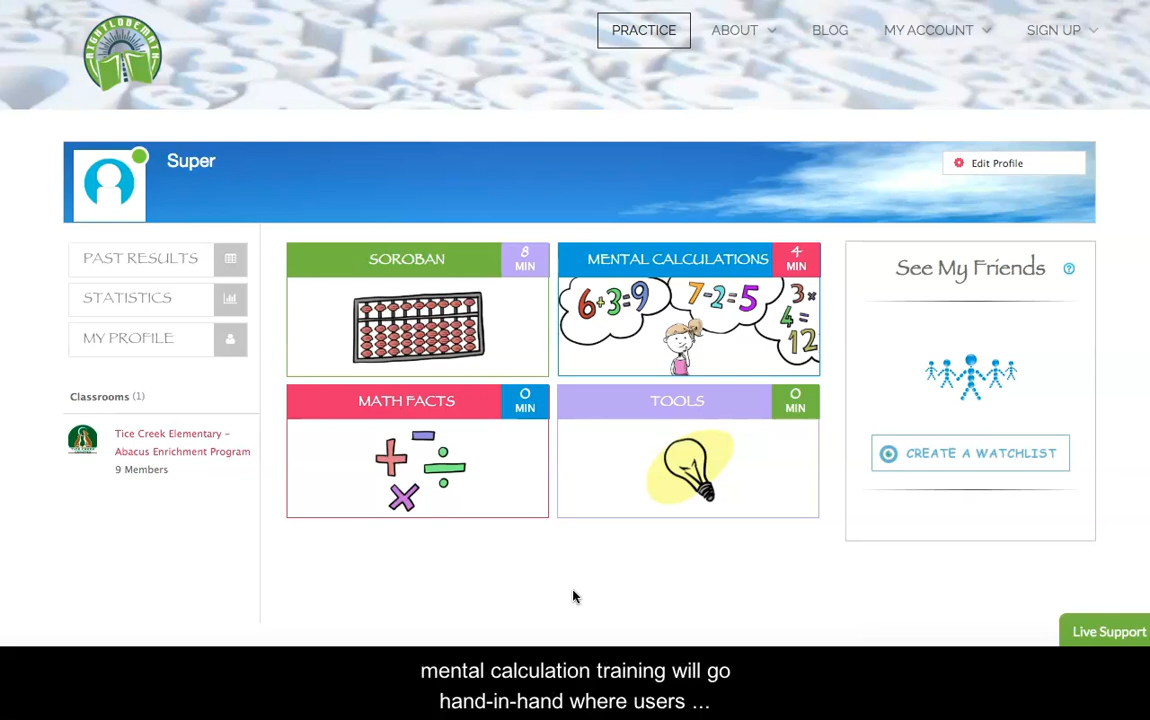 RIGHTLOBEMATH
PRACTICE
ABOUT
BLOG
MY ACCOUNT
SIGN UP
Super
Edit Profile
PAST RESULTS
STATISTICS
MY PROFILE
Classrooms (1)
Tice Creek Elementary –
Abacus Enrichment Program
9 Members
SOROBAN
8
MIN
MENTAL CALCULATIONS
4
MIN
6+3=9
7-2=5
3×
4=
12
MATH FACTS
0
MIN
TOOLS
0
MIN
See My Friends
CREATE A WATCHLIST
Live Support
mental calculation training will go
hand-in-hand where users ...